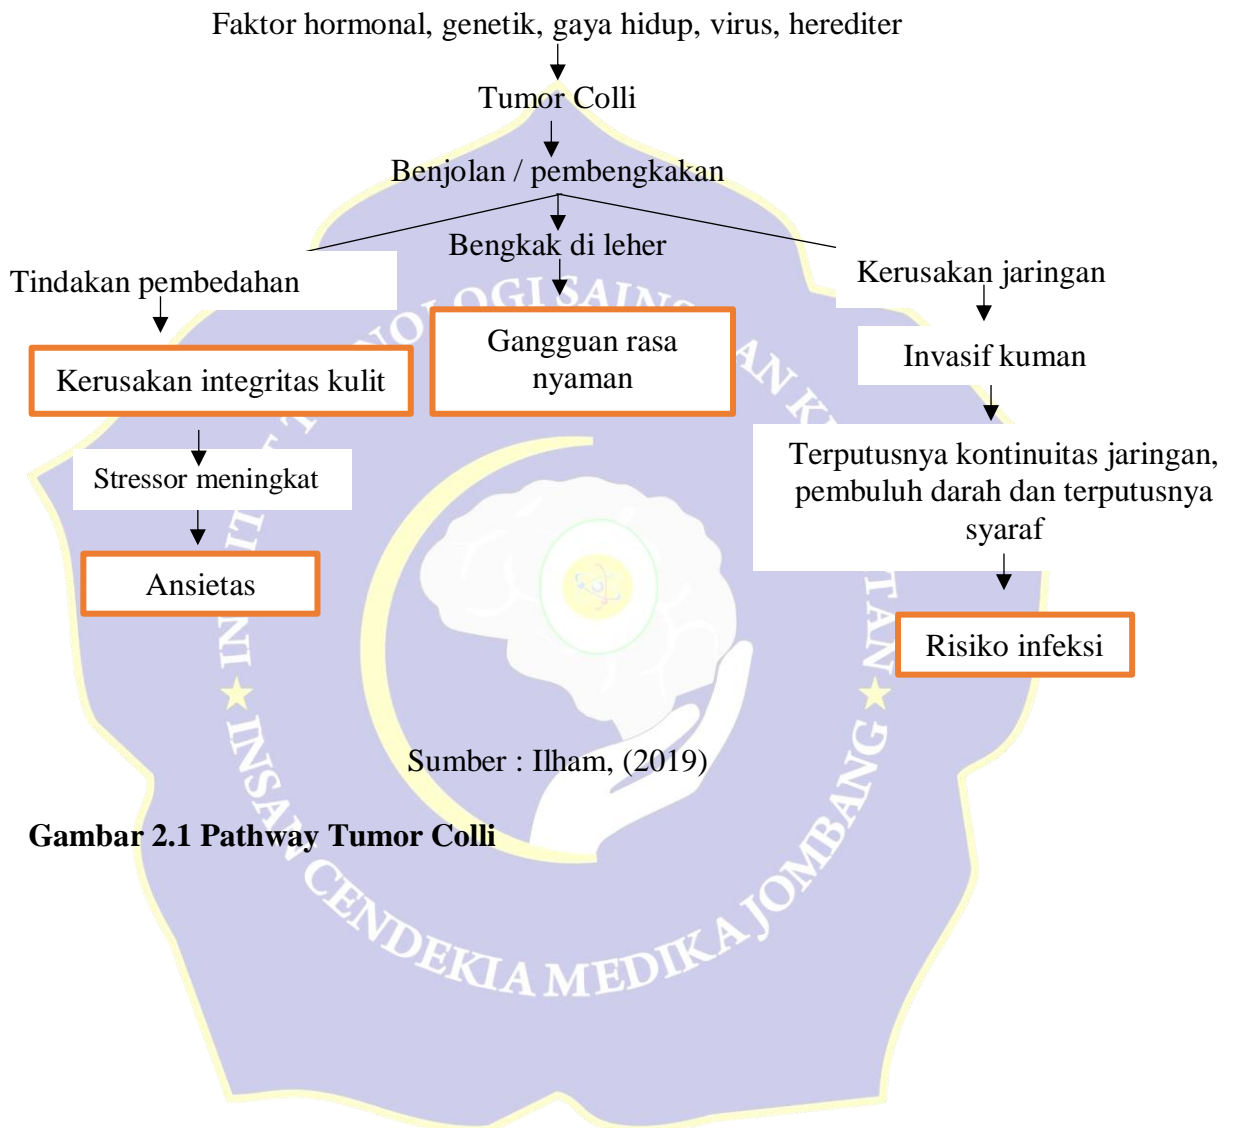 Faktor hormonal, genetik, gaya hidup, virus, herediter
Tumor Colli
Benjolan / pembengkakan
Tindakan pembedahan
Bengkak di leher
Kerusakan jaringan
Kerusakan integritas kulit
Gangguan rasa
nyaman
Invasif kuman
Stressor meningkat
Terputusnya kontinuitas jaringan,
pembuluh darah dan terputusnya
syaraf
Ansietas
Risiko infeksi
Sumber : Ilham, (2019)
Gambar 2.1 Pathway Tumor Colli
INSAN CENDEKIA MEDIKA JOMBANG